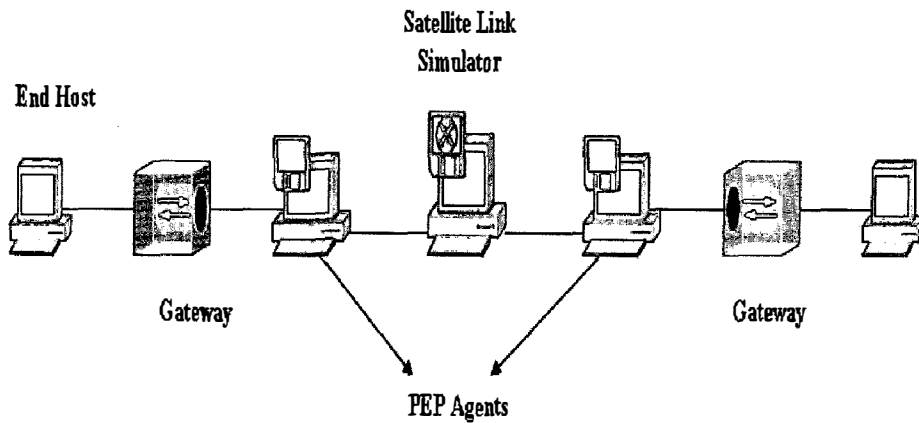 Satellite Link
Simulator
End Host
Gateway
Gateway
PEP Agents